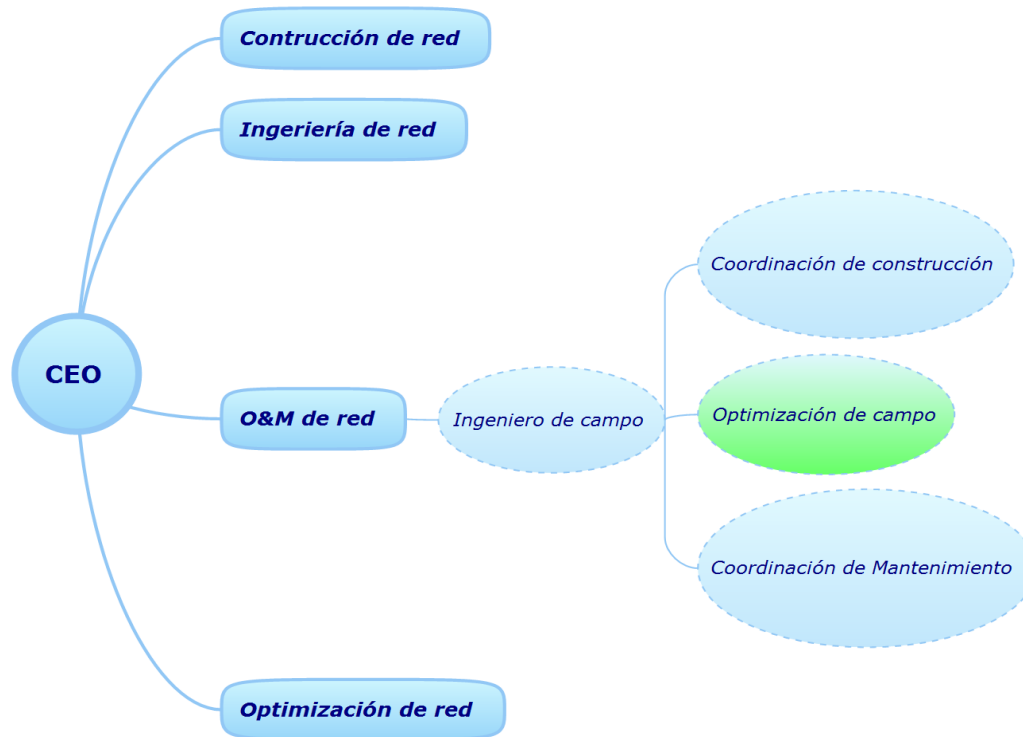 Contrucción de red
Ingeriería de red
Coordinación de construcción
CEO
O&M de red
Ingeniero de campo
Optimización de campo
Coordinación de Mantenimiento
Optimización de red